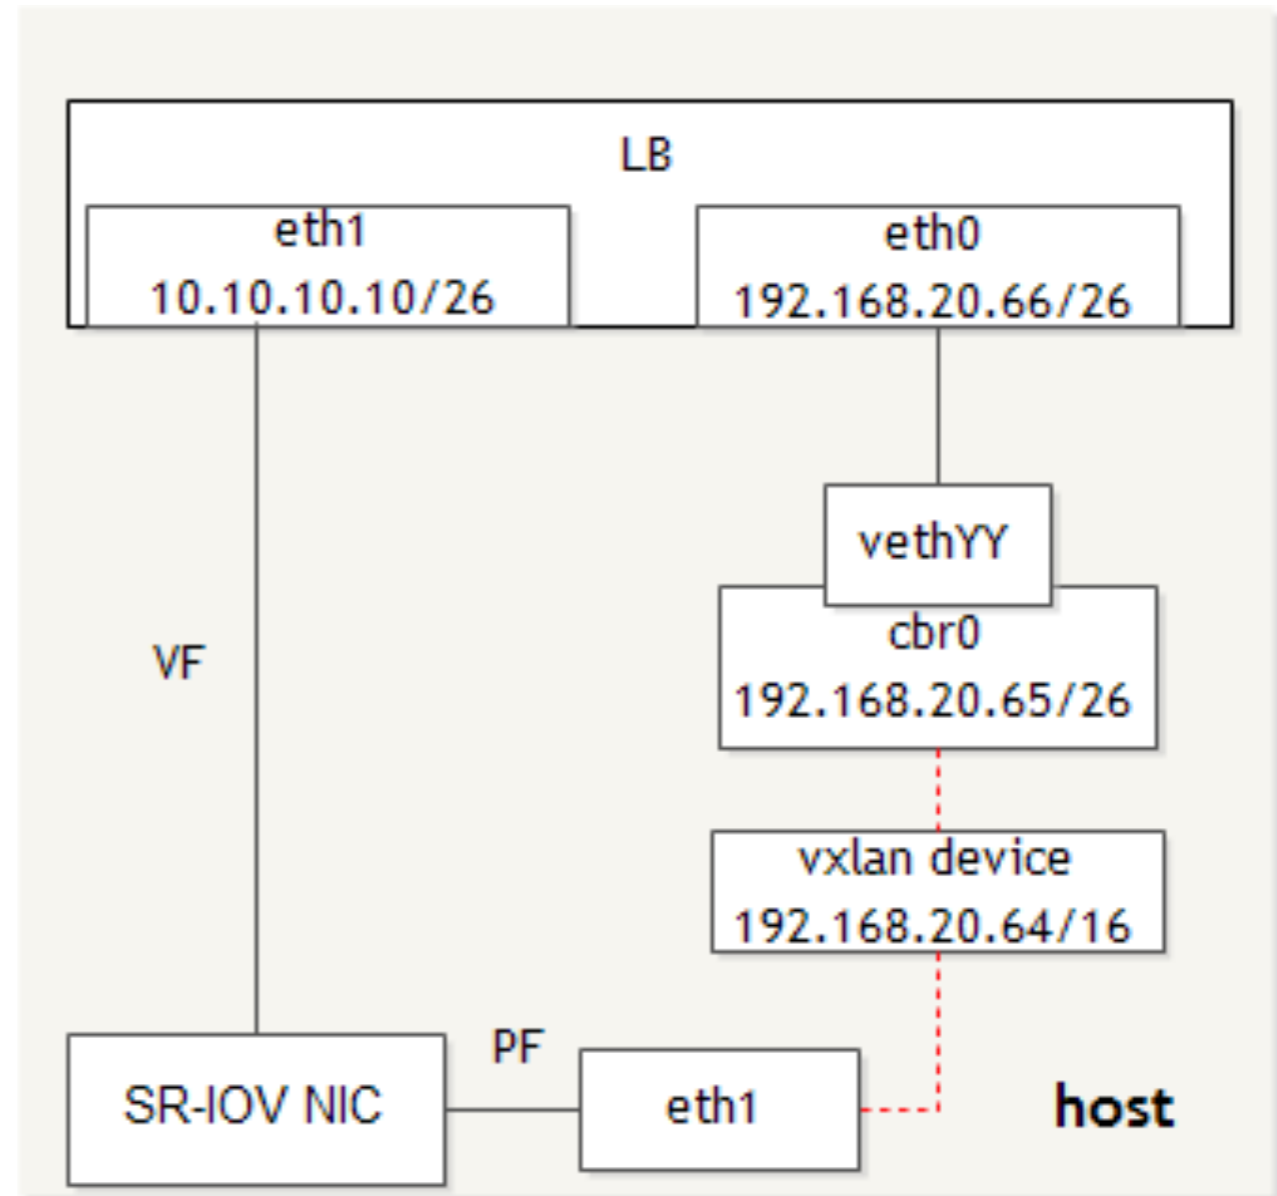 LB
eth1
10.10.10.10/26
eth0
192.168.20.66/26
vethYY
cbr0
192.168.20.65/26
VF
vxlan device
192.168.20.64/16
PF
SR-IOV NIC
eth1
host